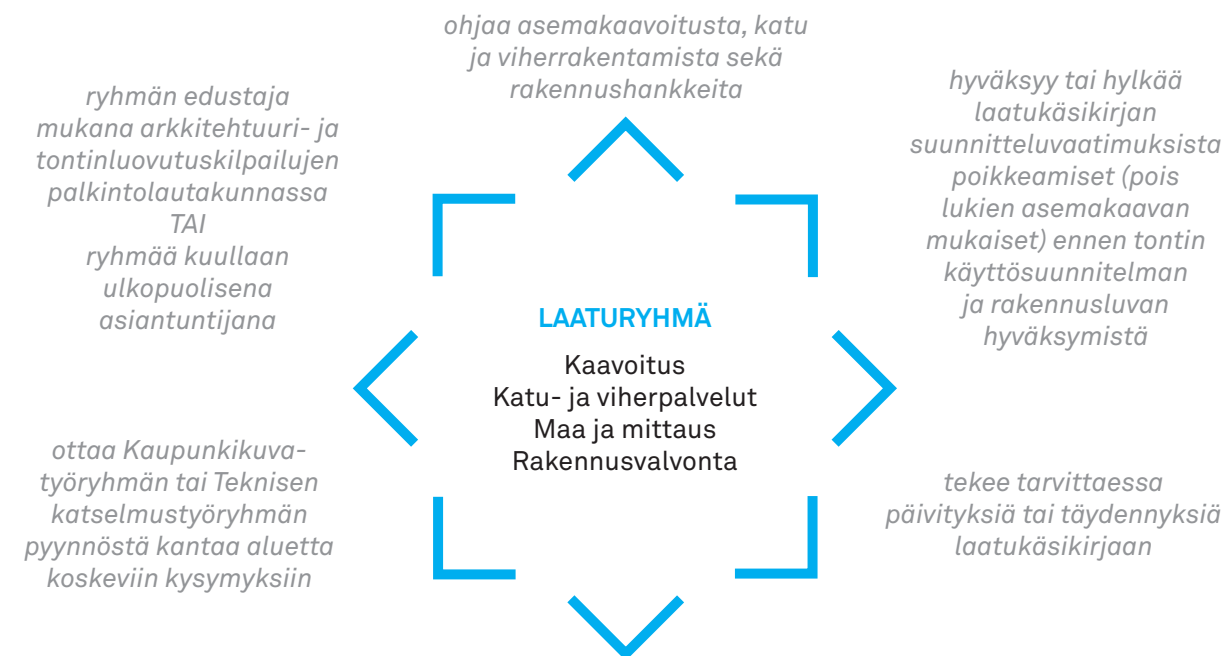 ohjaa asemakaavoitusta, katu
ja viherrakentamista sekä
rakennushankkeita
ryhmän edustaja
mukana arkkitehtuuri- ja
tontinluovutuskilpailujen
palkintolautakunnassa
TAI
ryhmää kuullaan
ulkopuolisena
asiantuntijana
hyväksyy tai hylkää
laatukäsikirjan
suunnitteluvaatimuksista
poikkeamiset (pois
lukien asemakaavan
mukaiset) ennen tontin
käyttösuunnitelman
ja rakennusluvan
hyväksymistä
LAATURYHMÄ
Kaavoitus
Katu- ja viherpalvelut
Maa ja mittaus
Rakennusvalvonta
ottaa Kaupunkikuva-
työryhmän tai Teknisen
katselmustyöryhmän
pyynnöstä kantaa aluetta
koskeviin kysymyksiin
tekee tarvittaessa
päivityksiä tai täydennyksiä
laatukäsikirjaan